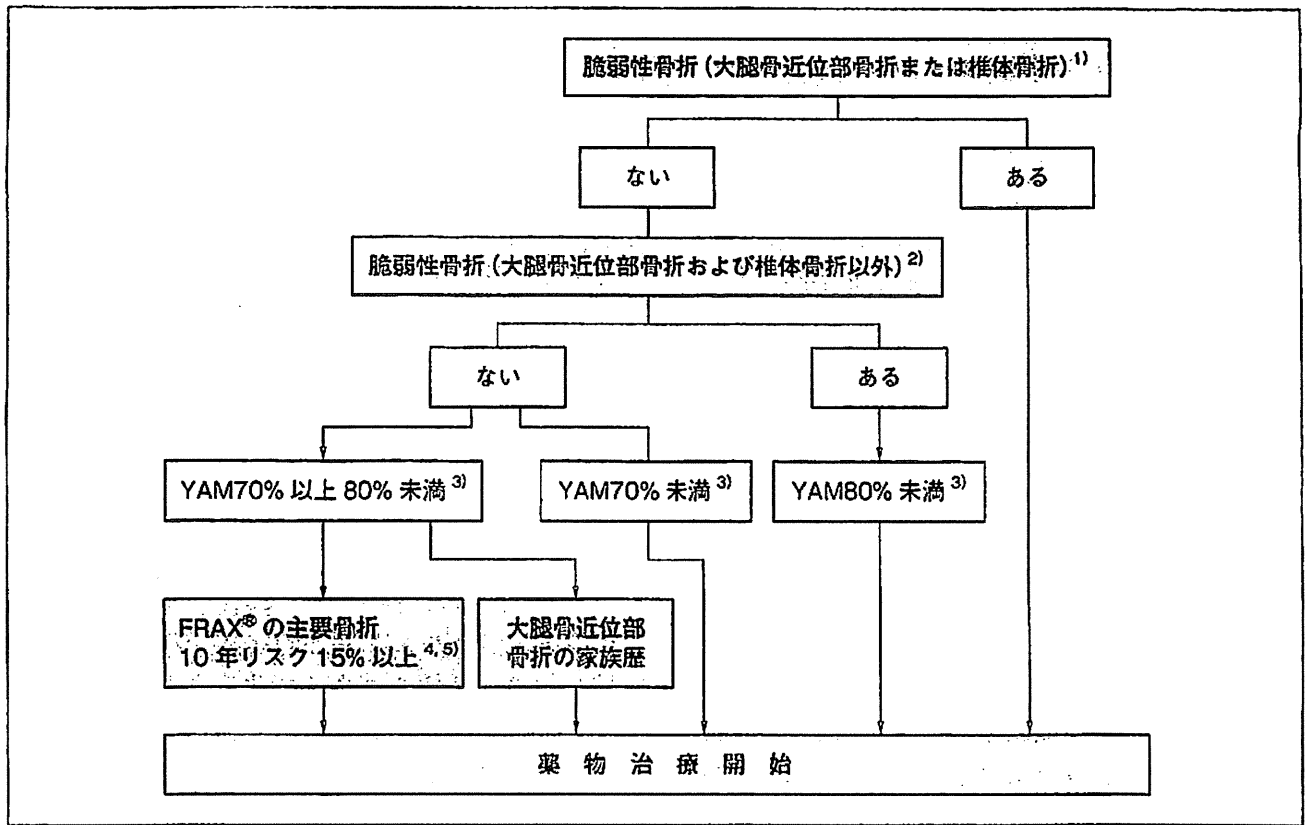 脆弱性骨折(大腿骨近位部骨折または椎体骨折)1)
ない
ある
脆弱性骨折(大腿骨近位部骨折および椎体骨折以外)2)
ない
ある
YAM70% 以上 80% 未満3)
YAM70% 未満3)
YAM80% 未満3)
FRAX®の主要骨折
10年リスク15%以上4, 5)
大腿骨近位部
骨折の家族歴
薬物治療開始